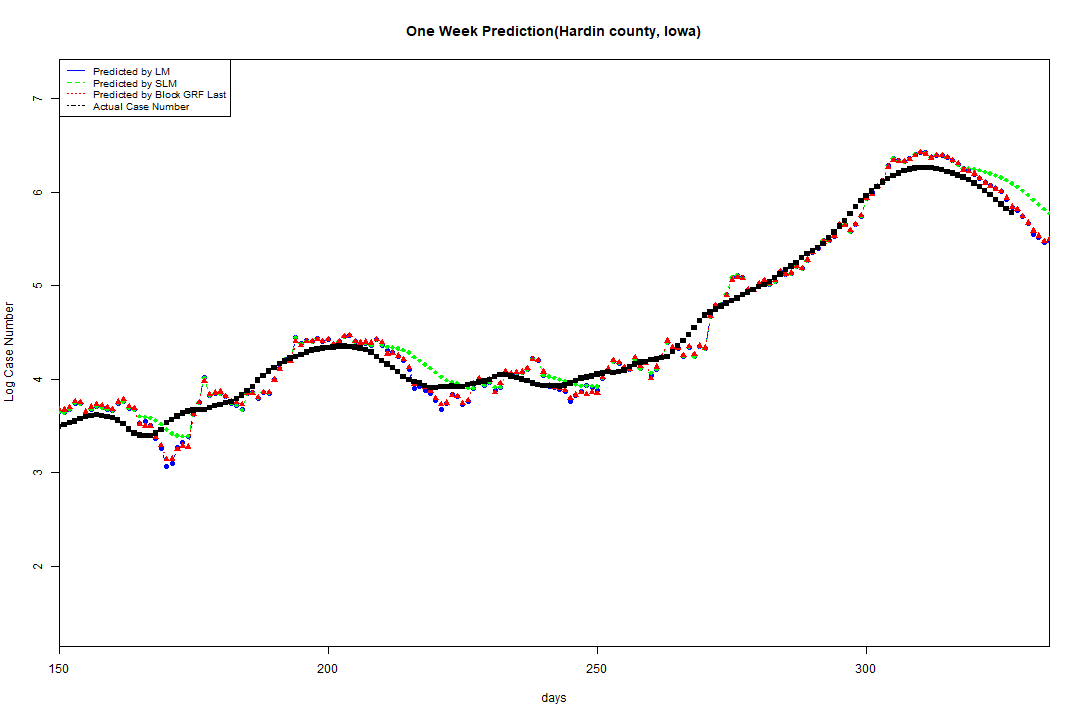 One Week Prediction(Hardin county, Iowa)
Predicted by LM
Predicted by SLM
Predicted by Block GRF Last
Actual Case Number
7
6
5
4
3
2
Log Case Number
150 200 250 300
days